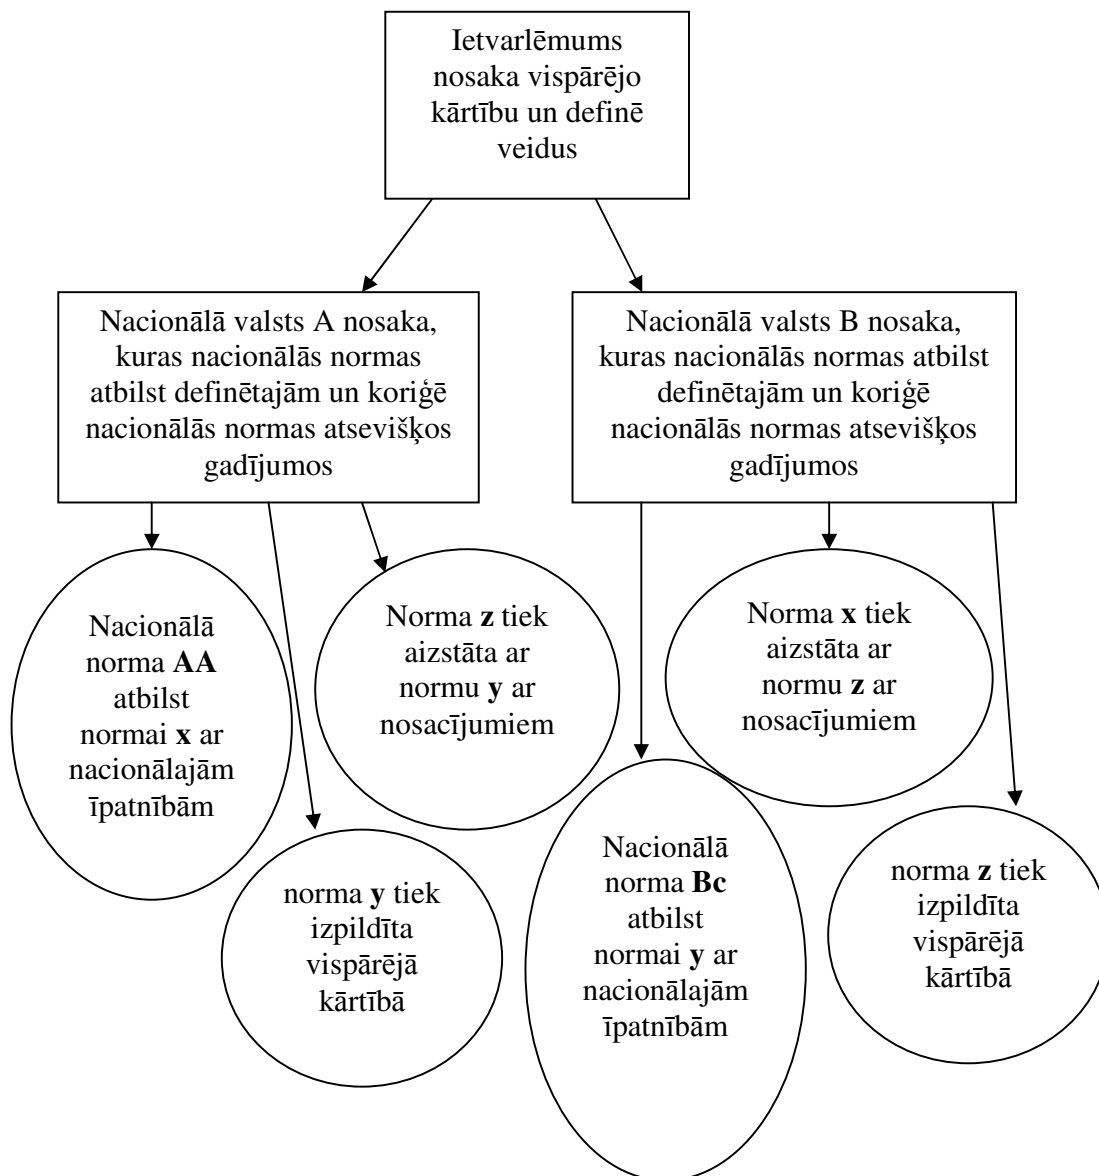 Ietvarlēmums
nosaka vispārējo
kārtību un definē
veidus
Nacionālā valsts A nosaka,
kuras nacionālās normas
atbilst definētajām un koriģē
nacionālās normas atsevišķos
gadījumos
Nacionālā valsts B nosaka,
kuras nacionālās normas atbilst
definētajām un koriģē
nacionālās normas atsevišķos
gadījumos
Nacionālā
norma AA
atbilst
normai x ar
nacionālajām
īpatnībām
Norma z tiek
aizstāta ar
normu y ar
nosacījumiem
Norma x tiek
aizstāta ar
normu z ar
nosacījumiem
norma y tiek
izpildīta
vispārējā
kārtībā
Nacionālā
norma Bc
atbilst
normai y ar
nacionālajām
īpatnībām
norma z tiek
izpildīta
vispārējā
kārtībā